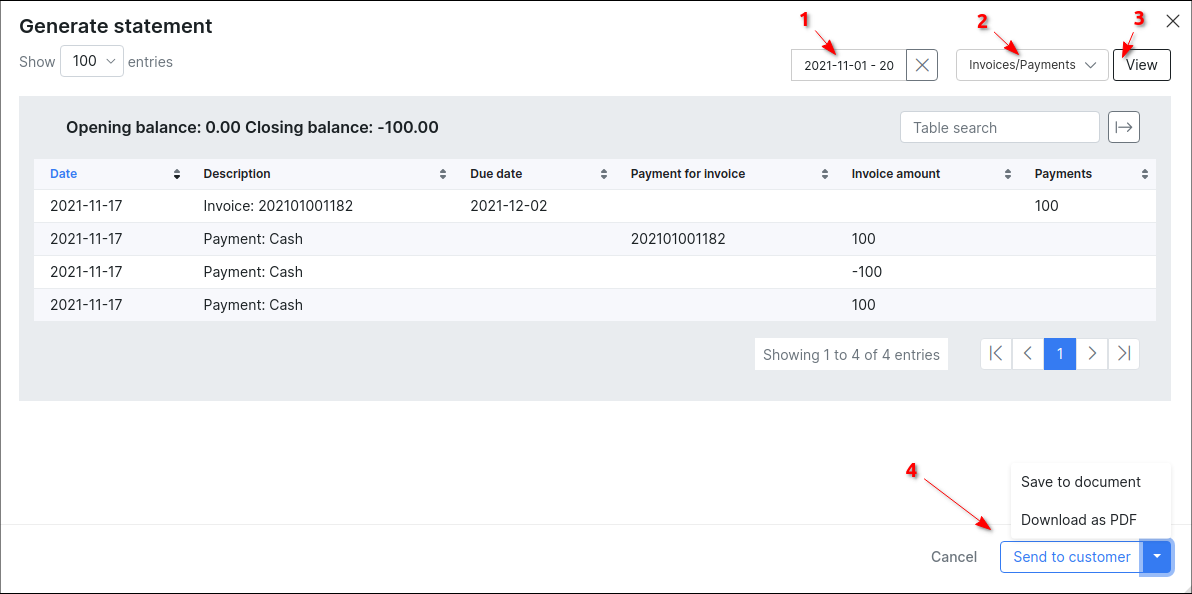 Generate statement
Show 100 entries
1
2
3
2021-11-01 - 20
Invoices/Payments
View
Opening balance: 0.00 Closing balance: -100.00
Table search
Date Description Due date Payment for invoice Invoice amount Payments
2021-11-17 Invoice: 202101001182 2021-12-02 100
2021-11-17 Payment: Cash 202101001182 100
2021-11-17 Payment: Cash -100
2021-11-17 Payment: Cash 100
Showing 1 to 4 of 4 entries
1
4
Save to document
Download as PDF
Cancel
Send to customer